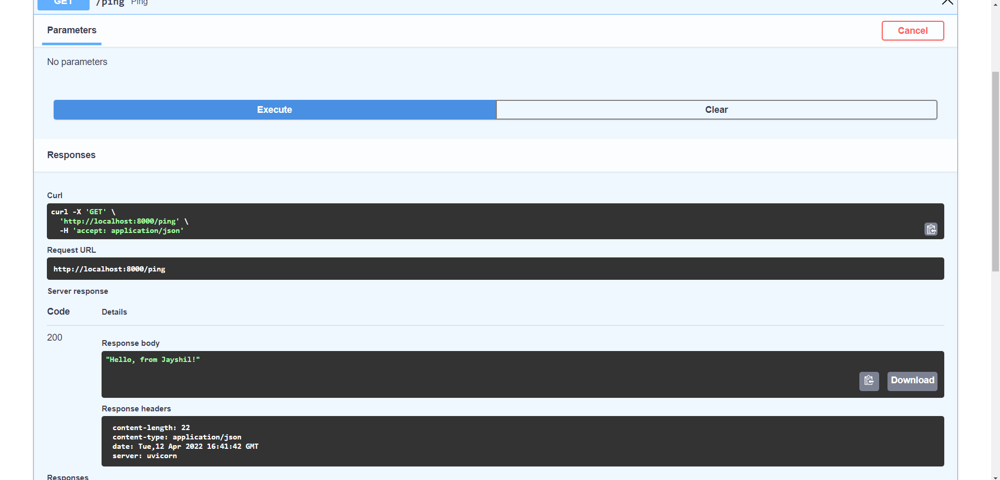 GET /ping Ping
Parameters
Cancel
No parameters
Execute
Clear
Responses
Curl
curl -X 'GET' \
'http://localhost:8000/ping' \
-H 'accept: application/json'
Request URL
http://localhost:8000/ping
Server response
Code Details
200
Response body
"Hello, from Jayshil!"
Download
Response headers
content-length: 22
content-type: application/json
date: Tue,12 Apr 2022 16:41:42 GMT
server: uvicorn
Responses